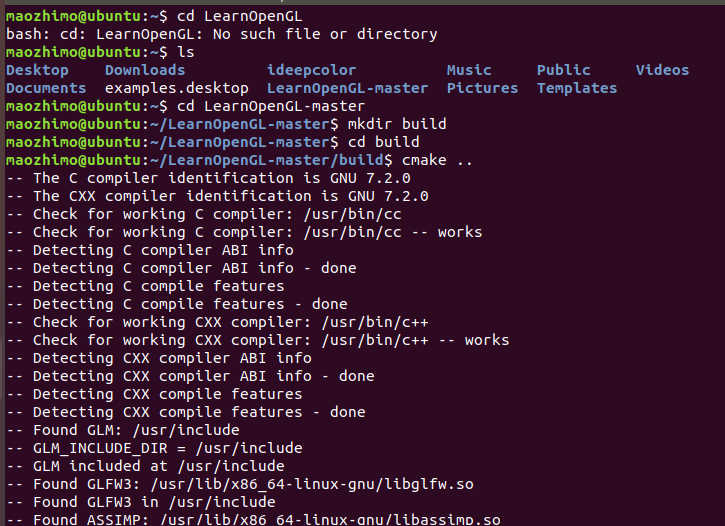 maozhimo@ubuntu:~$ cd LearnOpenGL
bash: cd: LearnOpenGL: No such file or directory
maozhimo@ubuntu:~$ ls
Desktop    Downloads         ideepcolor          Music     Public     Videos
Documents  examples.desktop  LearnOpenGL-master  Pictures  Templates
maozhimo@ubuntu:~$ cd LearnOpenGL-master
maozhimo@ubuntu:~/LearnOpenGL-master$ mkdir build
maozhimo@ubuntu:~/LearnOpenGL-master$ cd build
maozhimo@ubuntu:~/LearnOpenGL-master/build$ cmake ..
-- The C compiler identification is GNU 7.2.0
-- The CXX compiler identification is GNU 7.2.0
-- Check for working C compiler: /usr/bin/cc
-- Check for working C compiler: /usr/bin/cc -- works
-- Detecting C compiler ABI info
-- Detecting C compiler ABI info - done
-- Detecting C compile features
-- Detecting C compile features - done
-- Check for working CXX compiler: /usr/bin/c++
-- Check for working CXX compiler: /usr/bin/c++ -- works
-- Detecting CXX compiler ABI info
-- Detecting CXX compiler ABI info - done
-- Detecting CXX compile features
-- Detecting CXX compile features - done
-- Found GLM: /usr/include
-- GLM_INCLUDE_DIR = /usr/include
-- GLM included at /usr/include
-- Found GLFW3: /usr/lib/x86_64-linux-gnu/libglfw.so
-- Found GLFW3 in /usr/include
-- Found ASSIMP: /usr/lib/x86_64-linux-gnu/libassimp.so